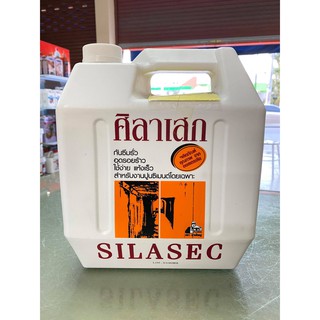 ศิลาเสก
กันซึมรั่ว
อุดรอยร้าว
ใช้ง่าย แห้งเร็ว
สำหรับงานปูนซีเมนต์โดยเฉพาะ
SILASEC